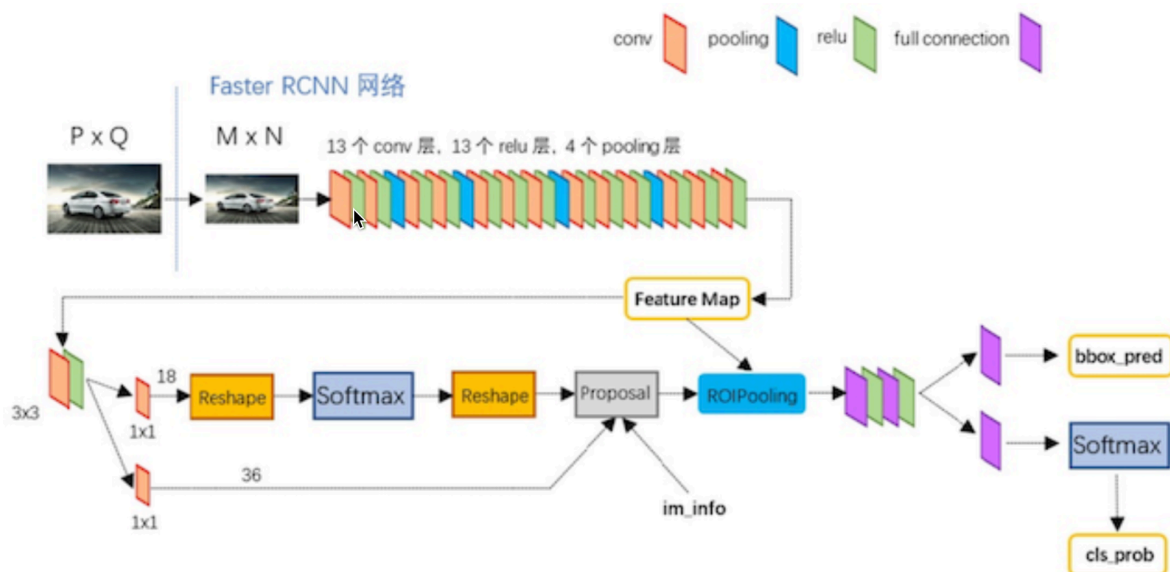 conv pooling relu full connection
Faster RCNN 网络
P x Q
M x N
13 个 conv 层, 13 个 relu 层, 4 个 pooling 层
Feature Map
3x3
18
1x1
Reshape
Softmax
Reshape
Proposal
ROIPooling
bbox_pred
36
1x1
im_info
Softmax
cls_prob